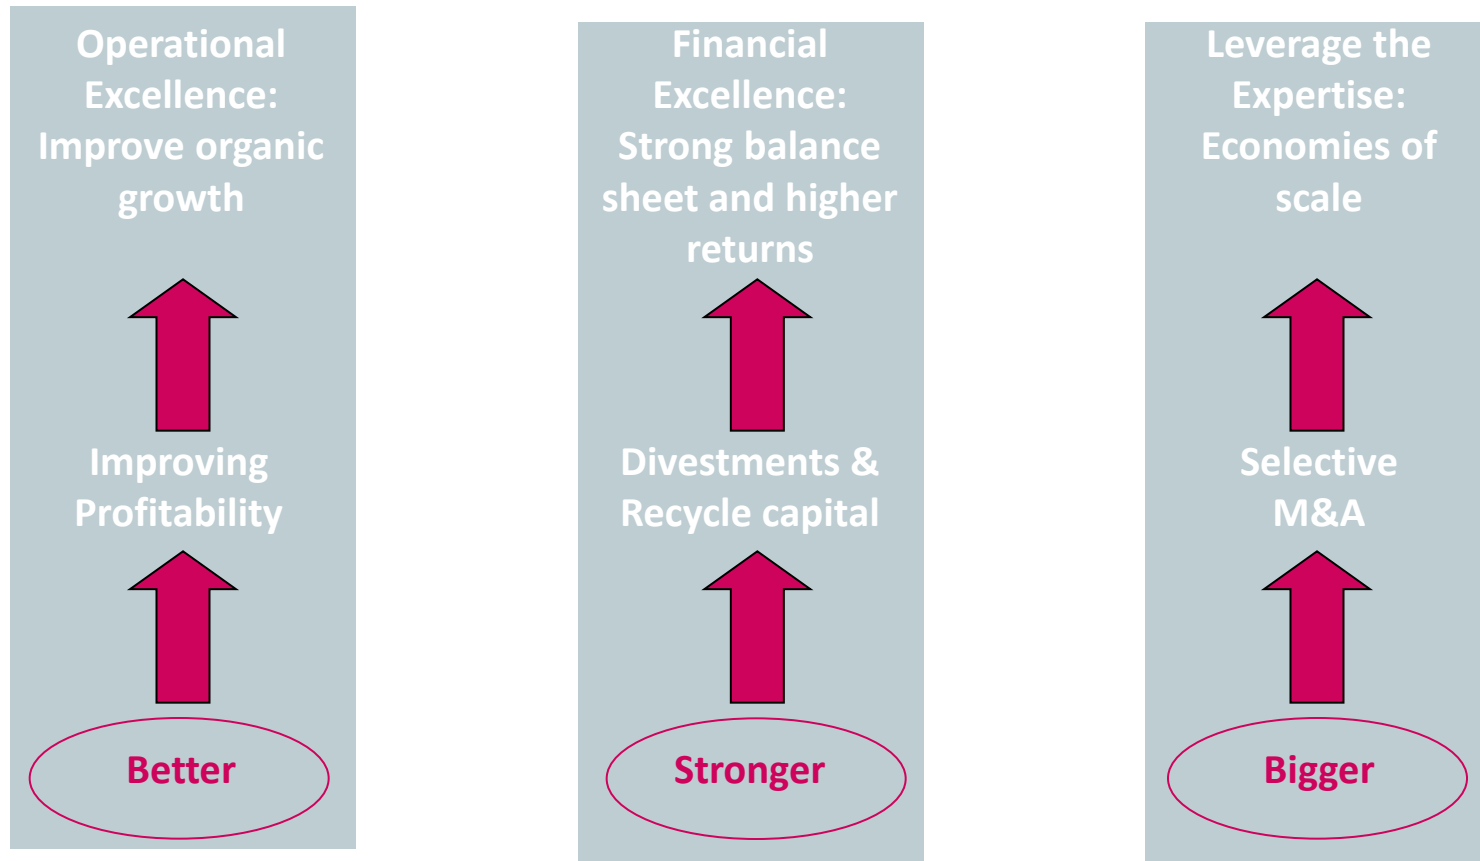 Operational
Excellence:
Improve organic
growth
Improving
Profitability
Better
Financial
Excellence:
Strong balance
sheet and higher
returns
Divestments &
Recycle capital
Stronger
Leverage the
Expertise:
Economies of
scale
Selective
M&A
Bigger